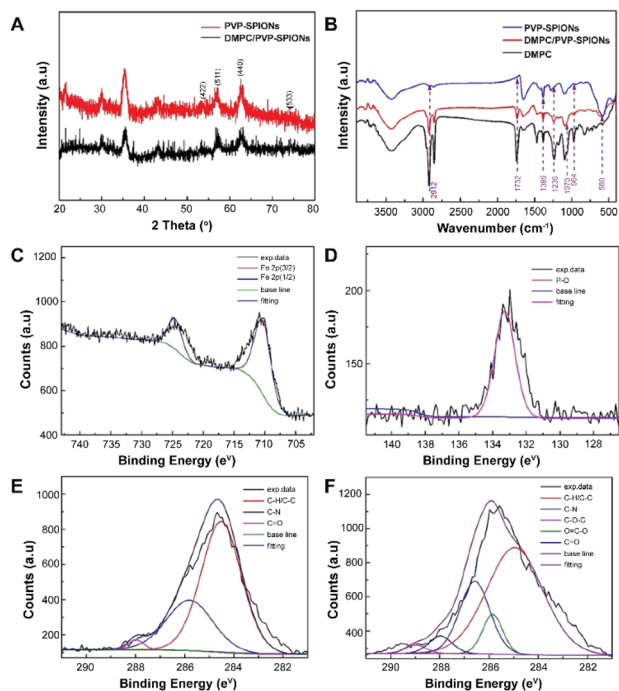 A
PVP-SPIONs
DMPC/PVP-SPIONs
Intensity (a.u)
(422)
(511)
(440)
(533)
20 30 40 50 60 70 80
2 Theta (°)
B
PVP-SPIONs
DMPC/PVP-SPIONs
DMPC
Intensity (a.u)
2912
1732
1385
1239
1070
964
580
3000 2500 2000 1500 1000 500
Wavenumber (cm-1)
C
Counts (a.u)
1200
1000
800
600
400
exp.data
Fe 2p(3/2)
Fe 2p(1/2)
base line
fitting
740 735 730 725 720 715 710 705
Binding Energy (eV)
D
Counts (a.u)
200
150
exp.data
P-O
base line
fitting
140 138 136 134 132 130 128
Binding Energy (eV)
E
Counts (a.u)
1000
800
600
400
200
exp.data
C-H/C-C
C-N
C=O
base line
fitting
290 288 286 284 282
Binding Energy (eV)
F
Counts (a.u)
1200
1000
800
600
400
exp.data
C-H/C-C
C-N
C-O-C
O=C-O
C=O
base line
fitting
290 288 286 284 282
Binding Energy (eV)